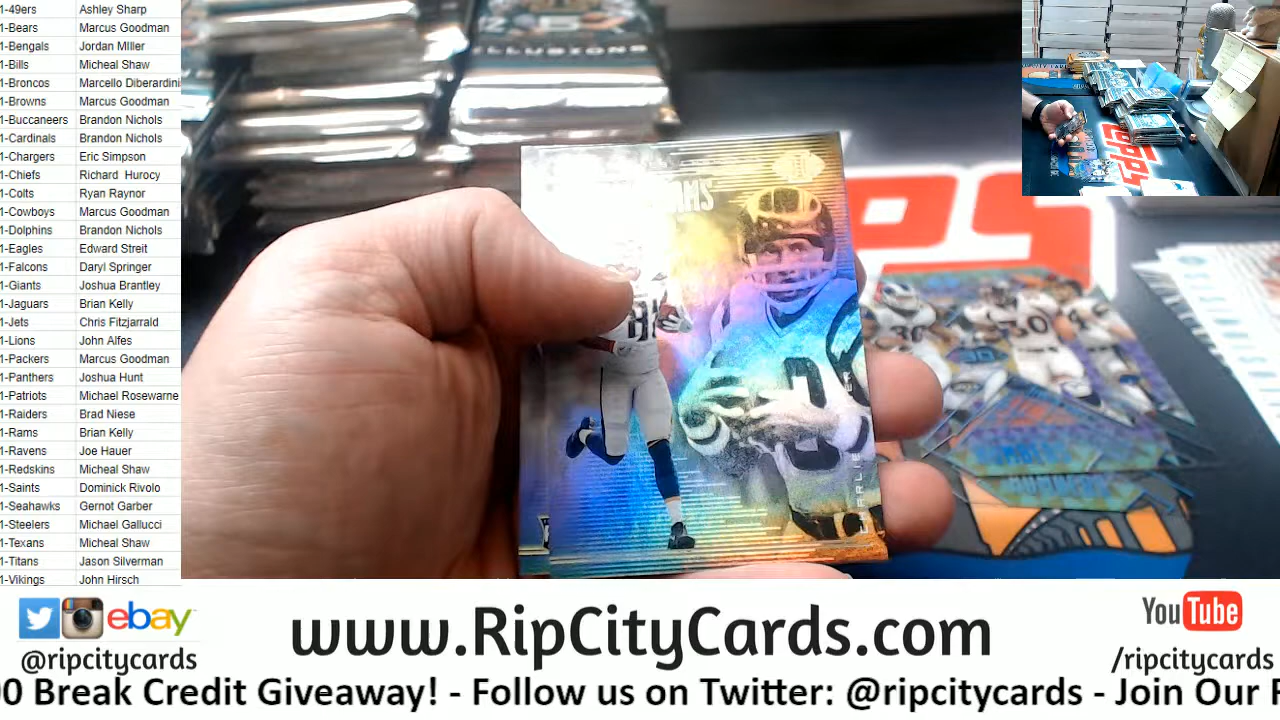 1-49ers Ashley Sharp
1-Bears Marcus Goodman
1-Bengals Jordan MIller
1-Bills Micheal Shaw
1-Broncos Marcello Diberardini
1-Browns Marcus Goodman
1-Buccaneers Brandon Nichols
1-Cardinals Brandon Nichols
1-Chargers Eric Simpson
1-Chiefs Richard Hurocy
1-Colts Ryan Raynor
1-Cowboys Marcus Goodman
1-Dolphins Brandon Nichols
1-Eagles Edward Streit
1-Falcons Daryl Springer
1-Giants Joshua Brantley
1-Jaguars Brian Kelly
1-Jets Chris Fitzjarrald
1-Lions John Alfes
1-Packers Marcus Goodman
1-Panthers Joshua Hunt
1-Patriots Michael Rosewarne
1-Raiders Brad Niese
1-Rams Brian Kelly
1-Ravens Joe Hauer
1-Redskins Micheal Shaw
1-Saints Dominick Rivolo
1-Seahawks Gernot Garber
1-Steelers Michael Gallucci
1-Texans Micheal Shaw
1-Titans Jason Silverman
1-Vikings John Hirsch
ILLUSIONS
30
Topps
ebay
@ripcitycards
www.RipCityCards.com
YouTube
/ripcitycards
00 Break Credit Giveaway! - Follow us on Twitter: @ripcitycards - Join Our F